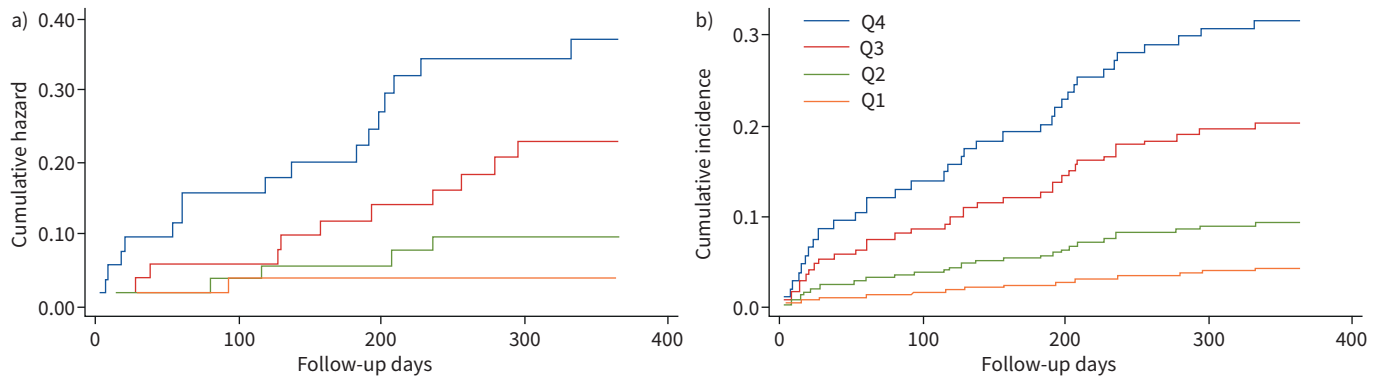 a)
Cumulative hazard
0.40
0.30
0.20
0.10
0.00
0 100 200 300 400
Follow-up days
b)
Cumulative incidence
0.3
0.2
0.1
0.0
Q4
Q3
Q2
Q1
0 100 200 300 400
Follow-up days